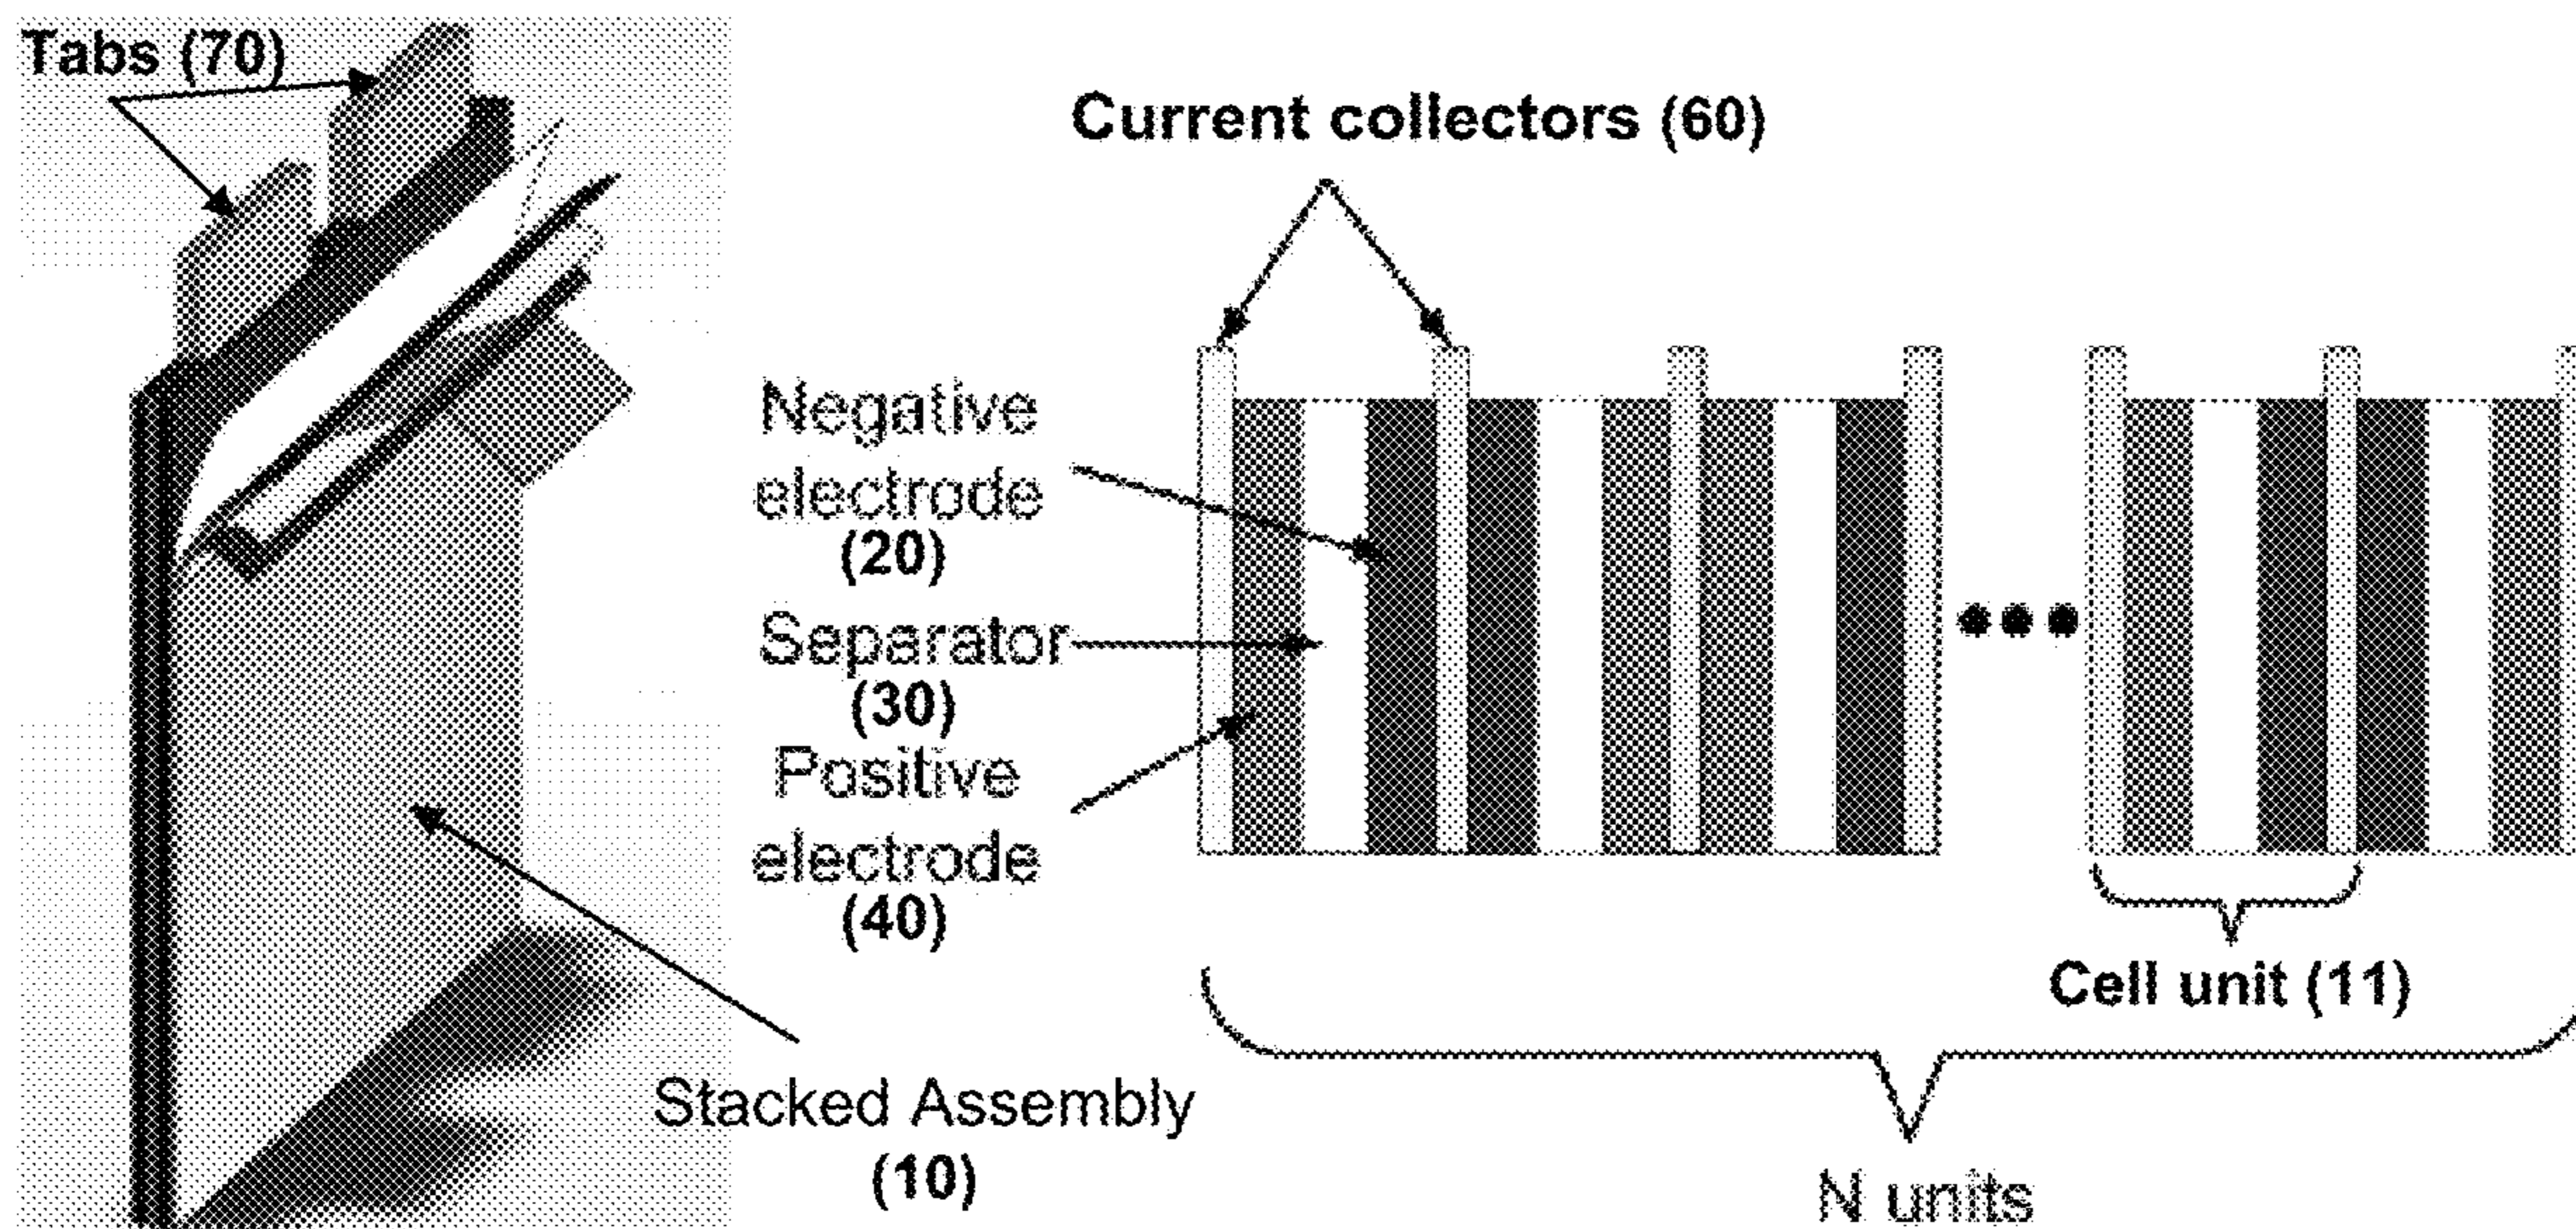 Tabs (70)
Current collectors (60)
Negative
electrode
(20)
Separator
(30)
Positive
electrode
(40)
Cell unit (11)
Stacked Assembly
(10)
N units